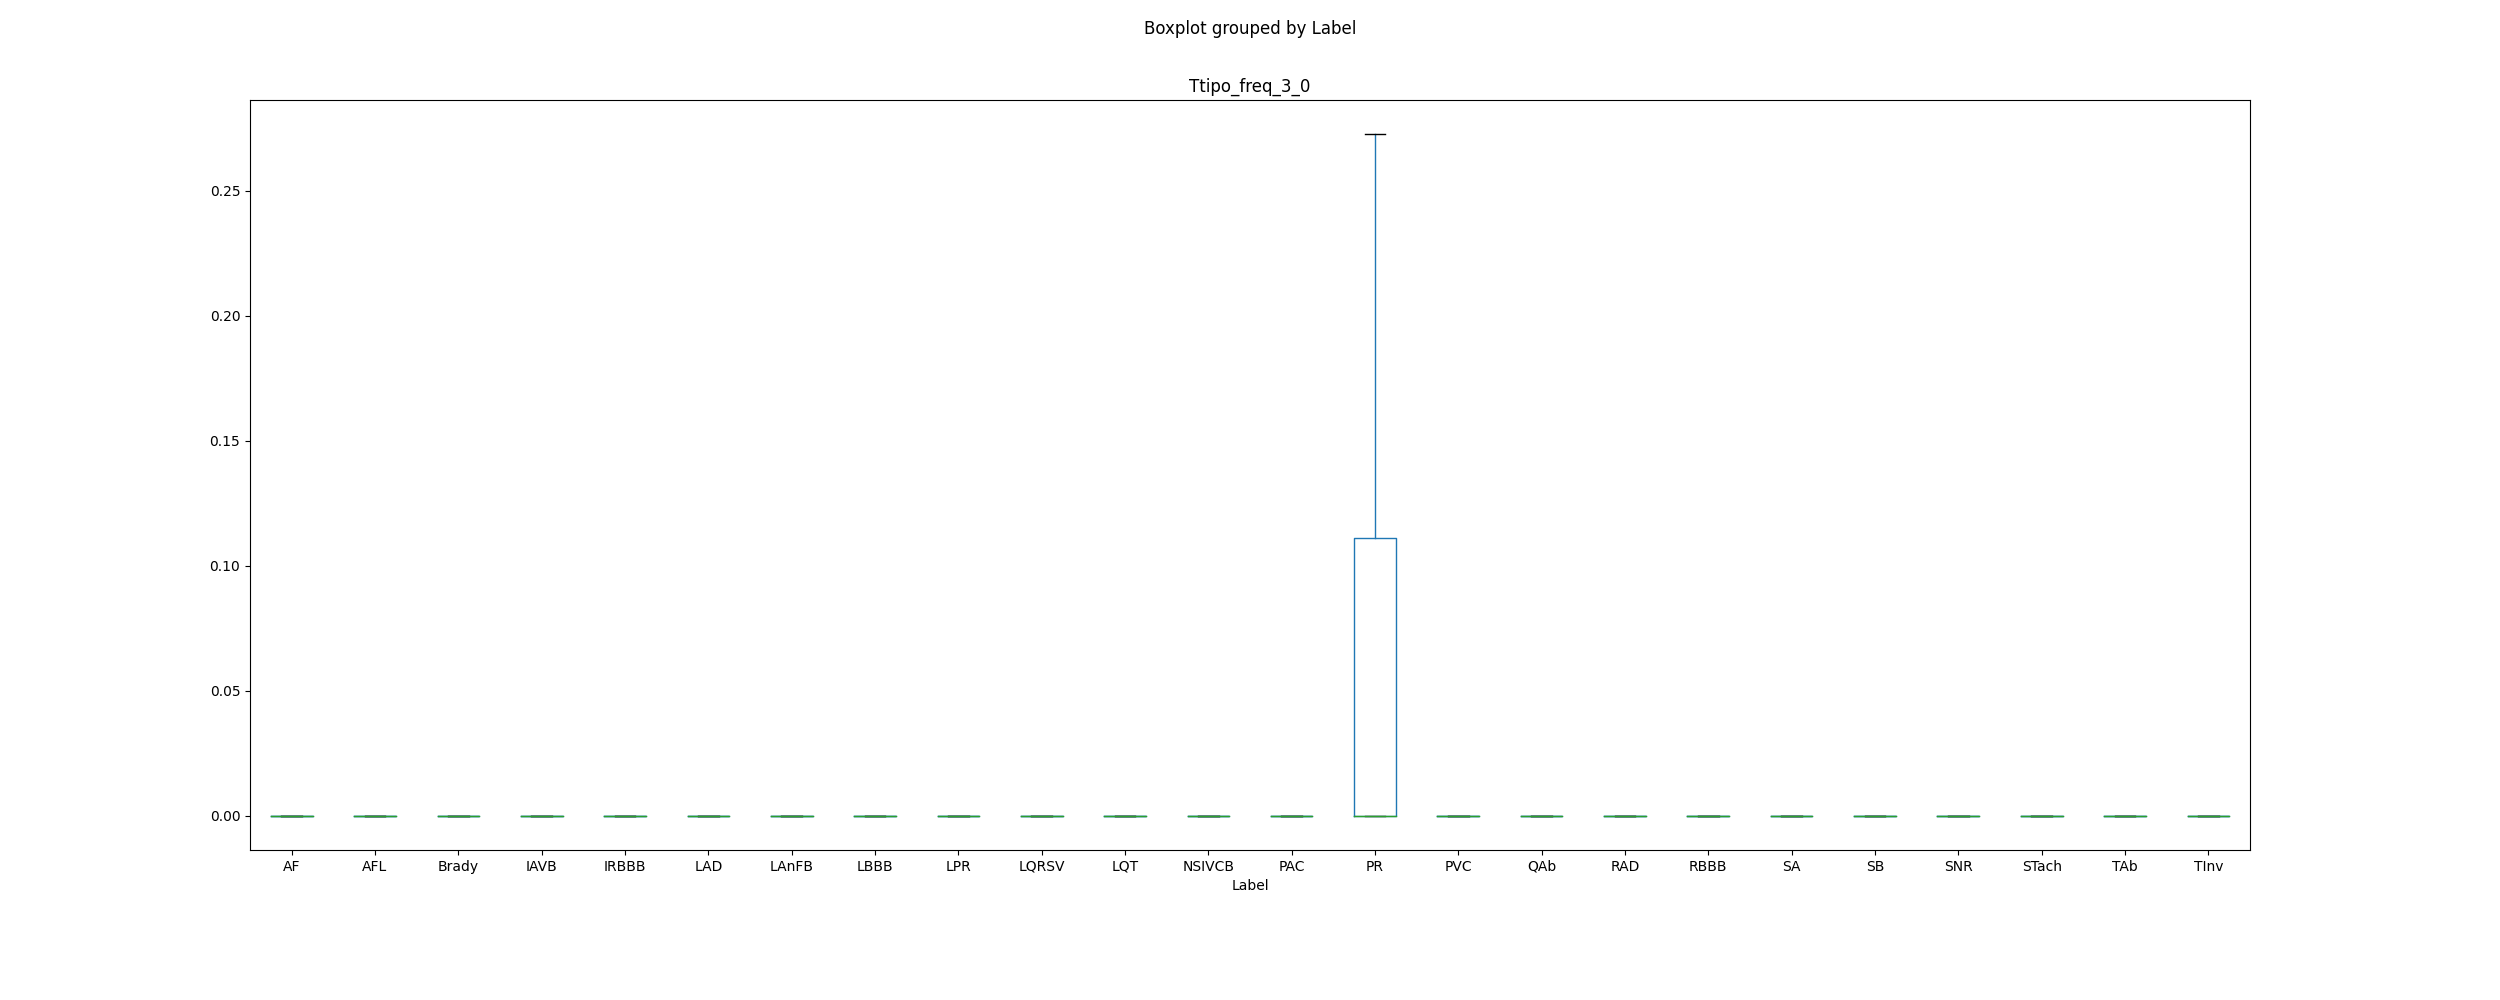 Boxplot grouped by Label
Ttipo_freq_3_0
0.25
0.20
0.15
0.10
0.05
0.00
AF AFL Brady IAVB IRBBB LAD LAnFB LBBB LPR LQRSV LQT NSIVCB PAC PR PVC QAb RAD RBBB SA SB SNR STach TAb TInv
Label